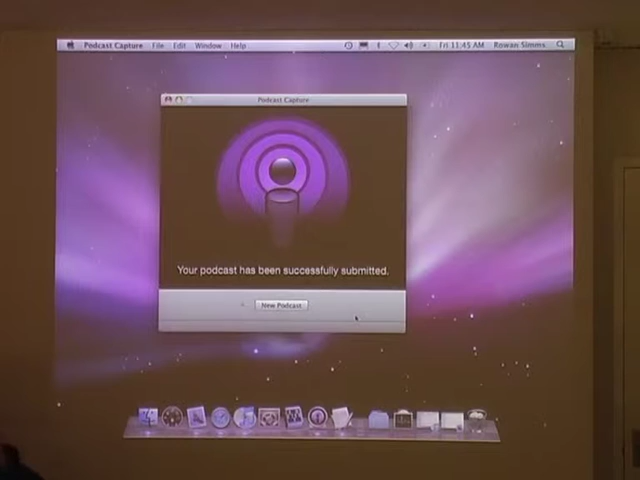 Podcast Capture File Edit Window Help Fri 11:45 AM Rowan Simms
Podcast Capture
Your podcast has been successfully submitted.
New Podcast